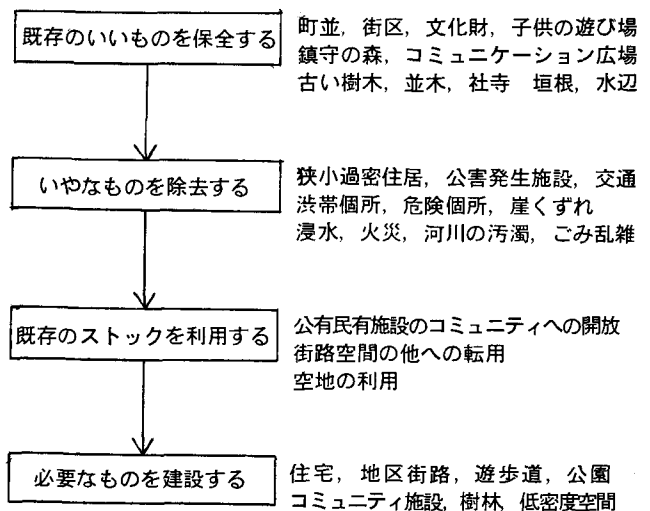 既存のいいものを保全する
町並, 街区, 文化財, 子供の遊び場
鎮守の森, コミュニケーション広場
古い樹木, 並木, 社寺 垣根, 水辺
いやなものを除去する
狭小過密住居, 公害発生施設, 交通
渋帯個所, 危険個所, 崖くずれ
浸水, 火災, 河川の汚濁, ごみ乱雑
既存のストックを利用する
公有民有施設のコミュニティへの開放
街路空間の他への転用
空地の利用
必要なものを建設する
住宅, 地区街路, 遊歩道, 公園
コミュニティ施設, 樹林, 低密度空間